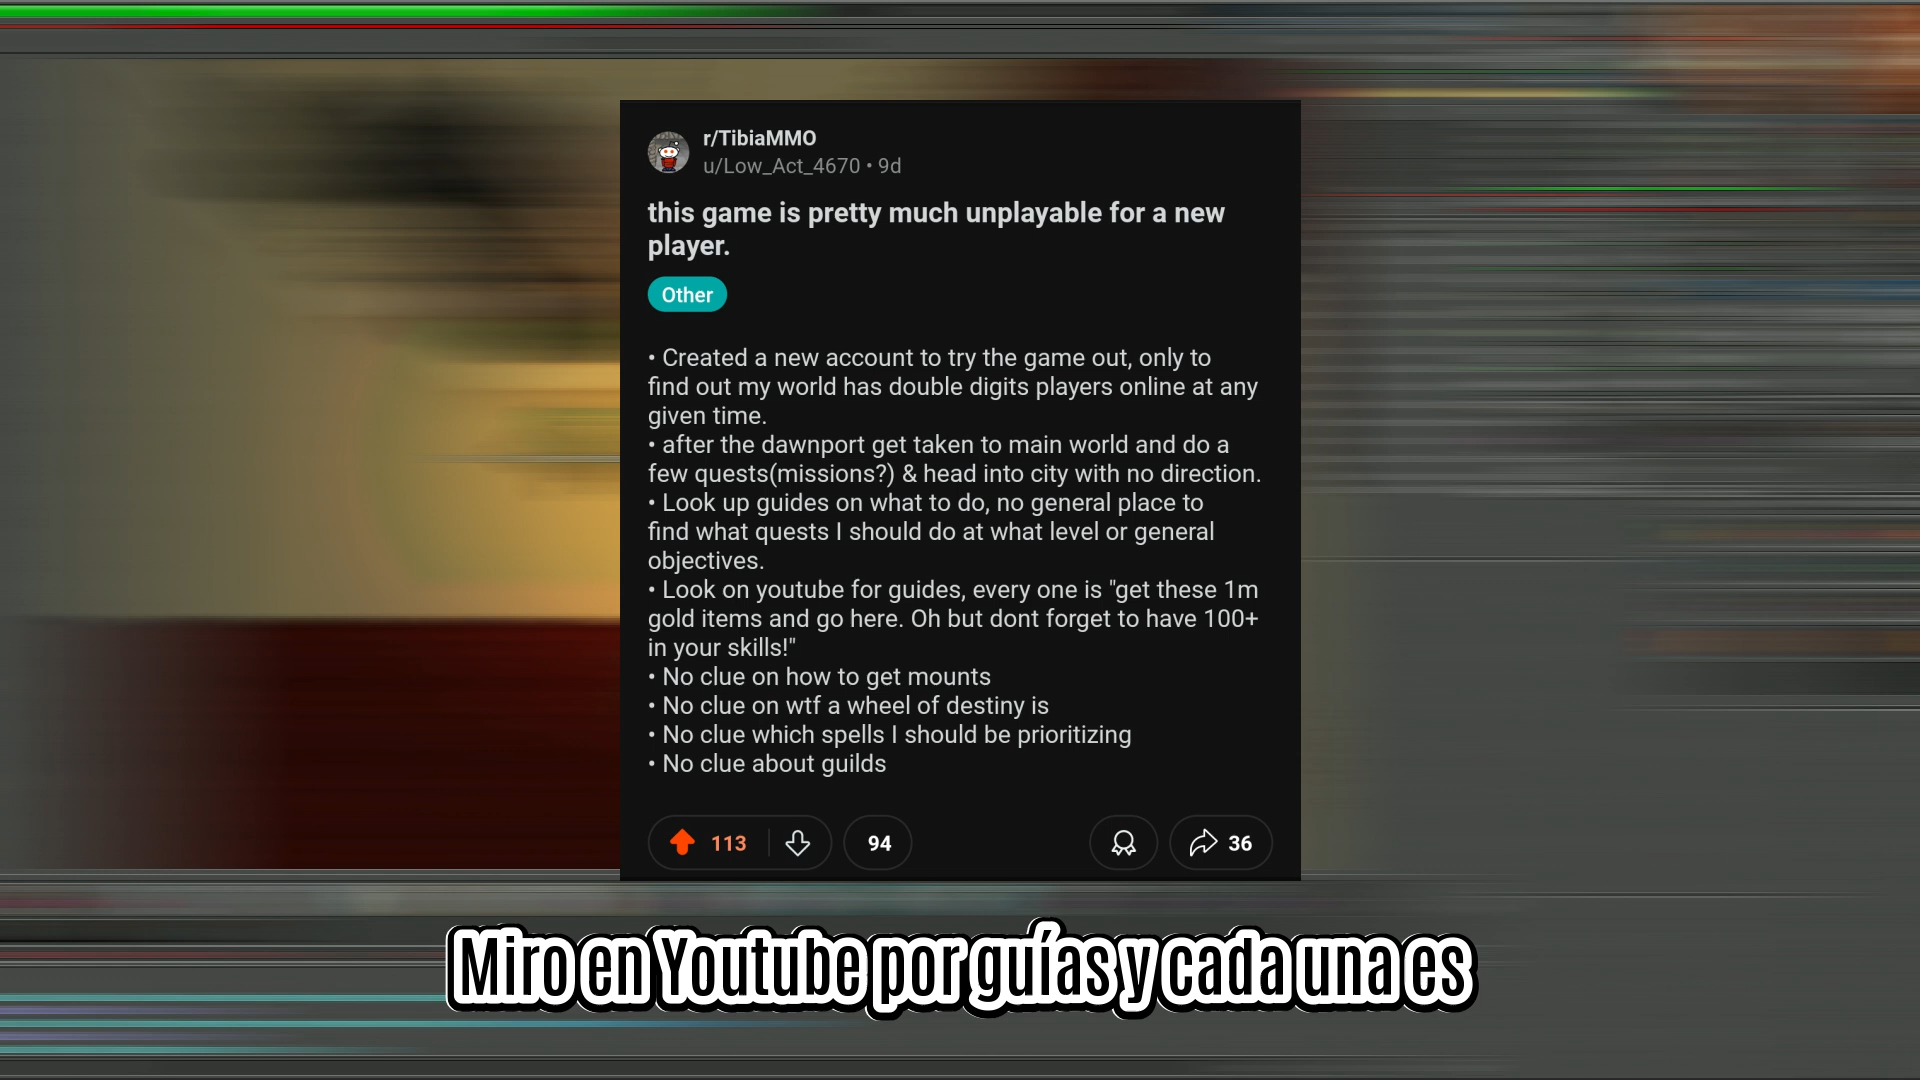 r/TibiaMMO
u/Low_Act_4670 • 9d
this game is pretty much unplayable for a new
player.
Other
• Created a new account to try the game out, only to
find out my world has double digits players online at any
given time.
• after the dawnport get taken to main world and do a
few quests(missions?) & head into city with no direction.
• Look up guides on what to do, no general place to
find what quests I should do at what level or general
objectives.
• Look on youtube for guides, every one is "get these 1m
gold items and go here. Oh but dont forget to have 100+
in your skills!"
• No clue on how to get mounts
• No clue on wtf a wheel of destiny is
• No clue which spells I should be prioritizing
• No clue about guilds
113 94 36
Miro en Youtube por guías y cada una es